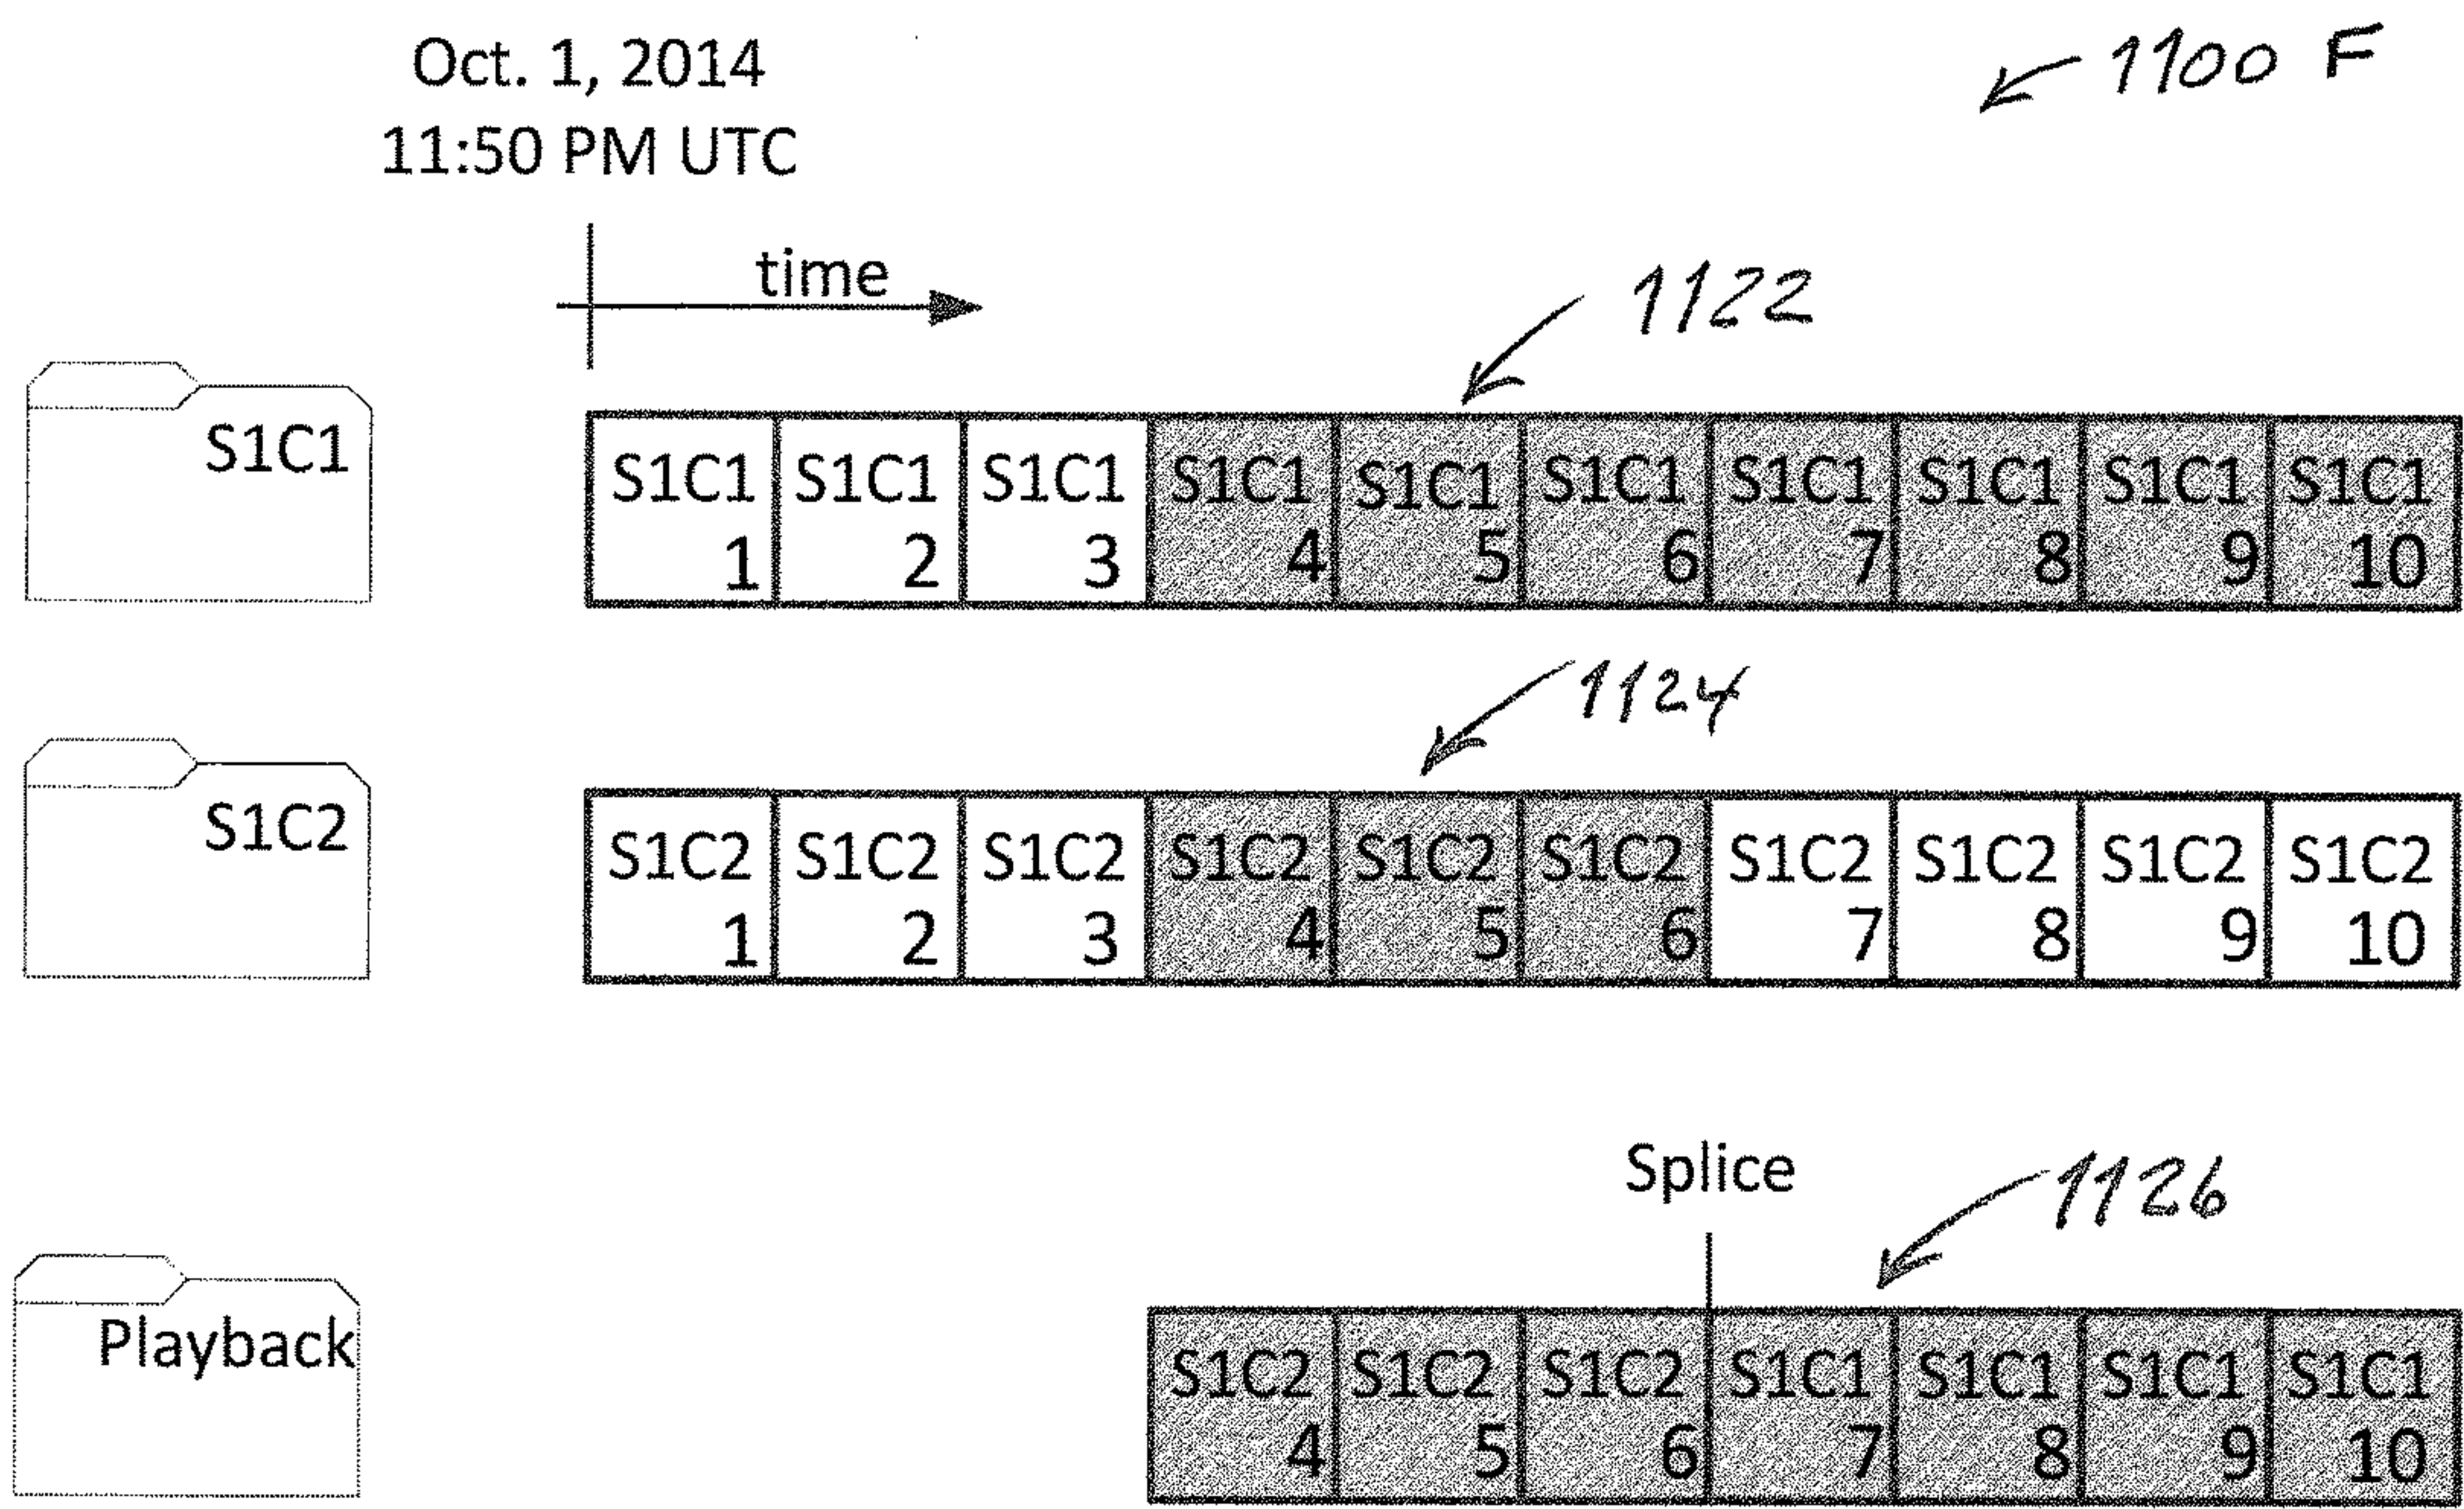 Oct. 1, 2014
11:50 PM UTC
1100 F
time
1122
S1C1
S1C1 S1C1 S1C1 S1C1 S1C1 S1C1 S1C1 S1C1 S1C1 S1C1
1 2 3 4 5 6 7 8 9 10
1124
S1C2
S1C2 S1C2 S1C2 S1C2 S1C2 S1C2 S1C2 S1C2 S1C2 S1C2
1 2 3 4 5 6 7 8 9 10
Splice
1126
Playback
S1C2 S1C2 S1C2 S1C1 S1C1 S1C1 S1C1
4 5 6 7 8 9 10